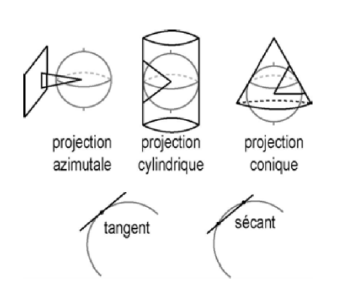 projection
azimutale
projection
cylindrique
projection
conique
tangent
sécant